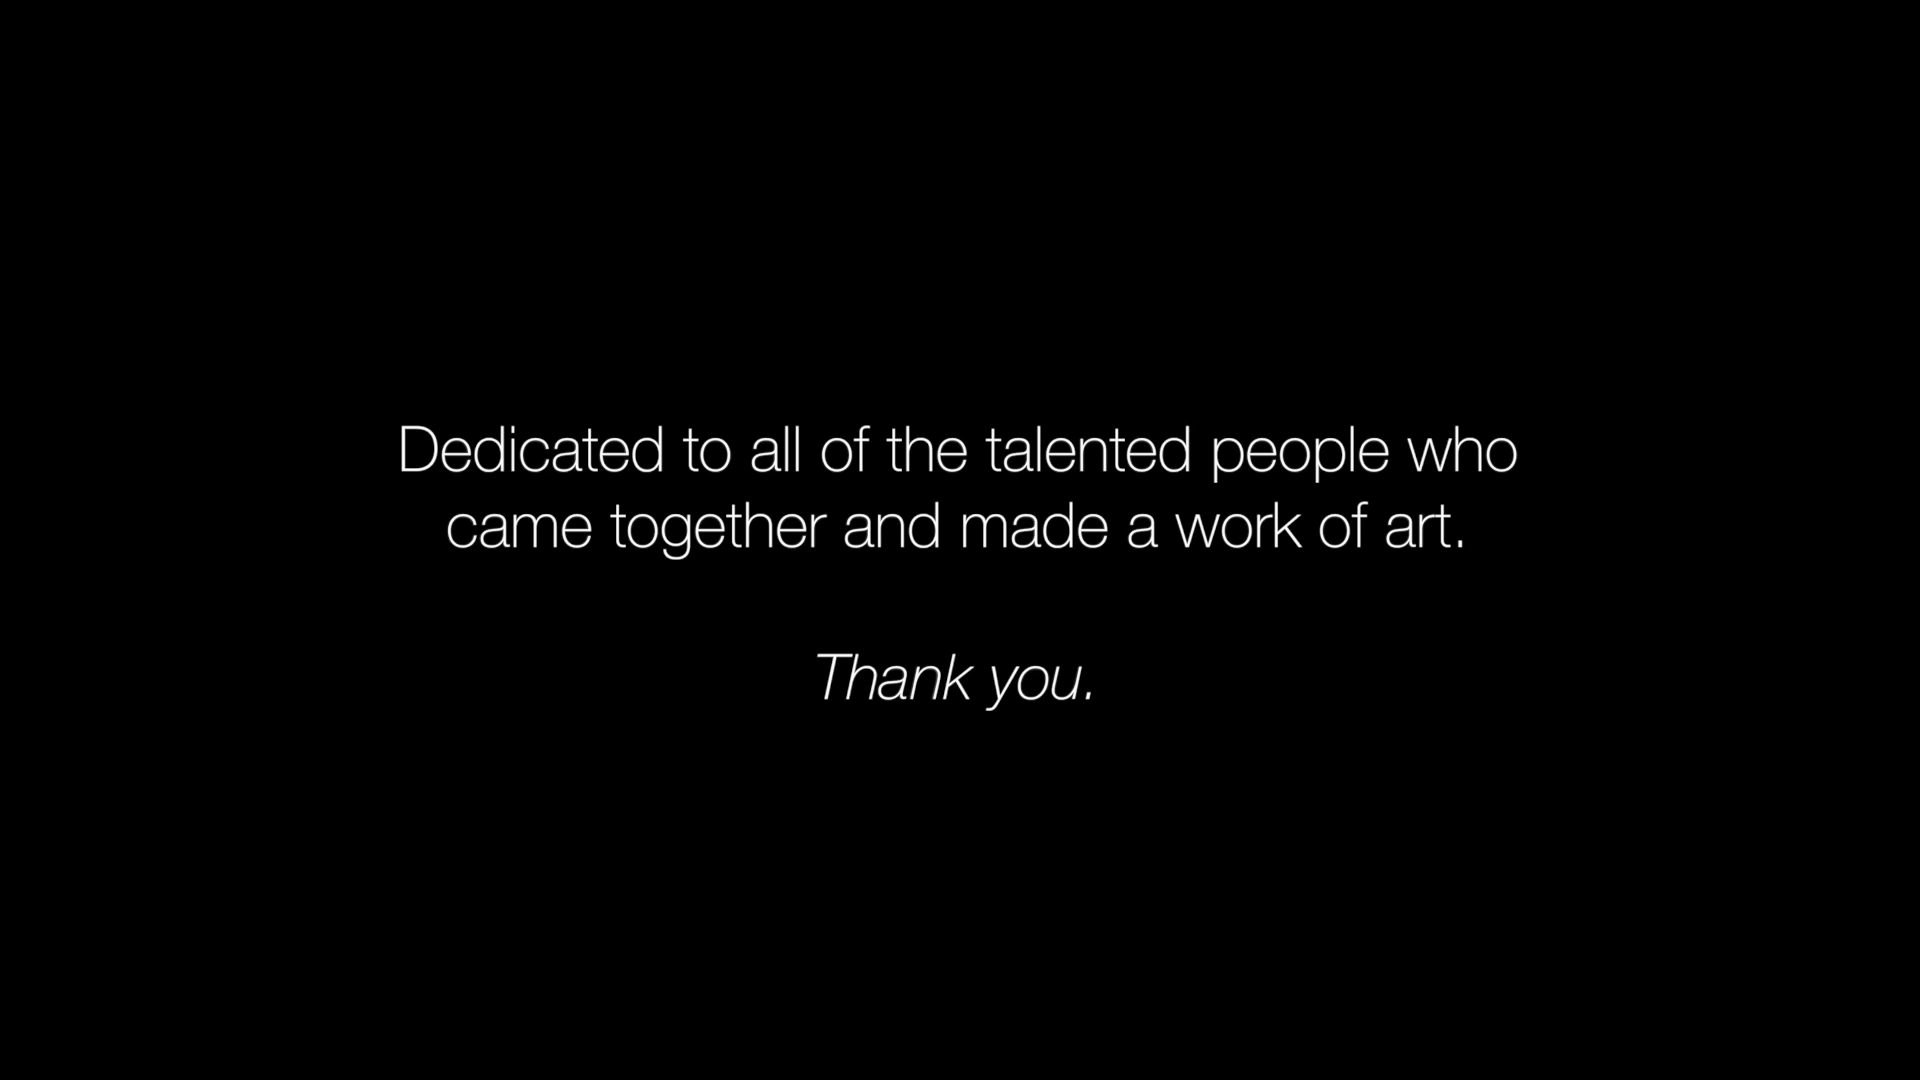 Dedicated to all of the talented people who
came together and made a work of art.
Thank you.